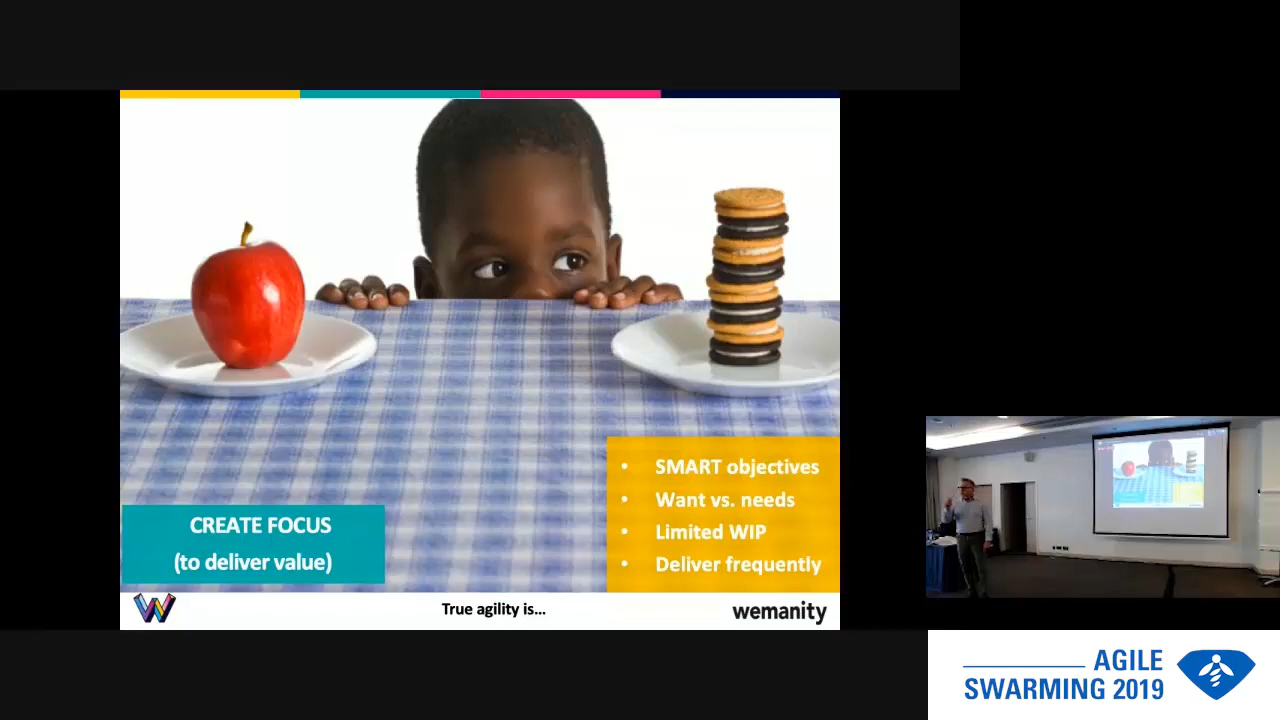 CREATE FOCUS
(to deliver value)
• SMART objectives
• Want vs. needs
• Limited WIP
• Deliver frequently
True agility is...
wemanity
AGILE
SWARMING 2019